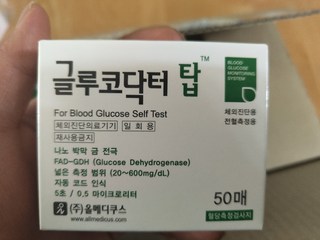 글루코닥터 탑™
For Blood Glucose Self Test
체외진단의료기기 일 회 용
재사용금지
나노 박막 금 전극
FAD-GDH (Glucose Dehydrogenase)
넓은 측정 범위 (20~600mg/dL)
자동 코드 인식
5초 / 0.5 마이크로리터
(주)올메디쿠스
www.allmedicus.com
BLOOD
GLUCOSE
MONITORING
SYSTEM
체외진단용
전혈측정용
50매
혈당측정검사지